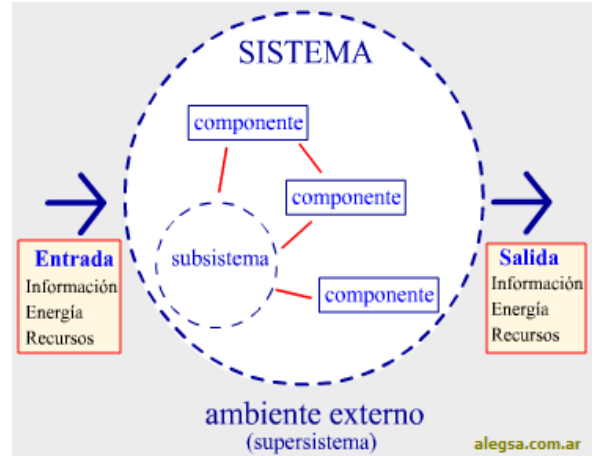 SISTEMA
componente
componente
subsistema
componente
Entrada
Información
Energía
Recursos
Salida
Información
Energía
Recursos
ambiente externo
(supersistema)
alegsa.com.ar